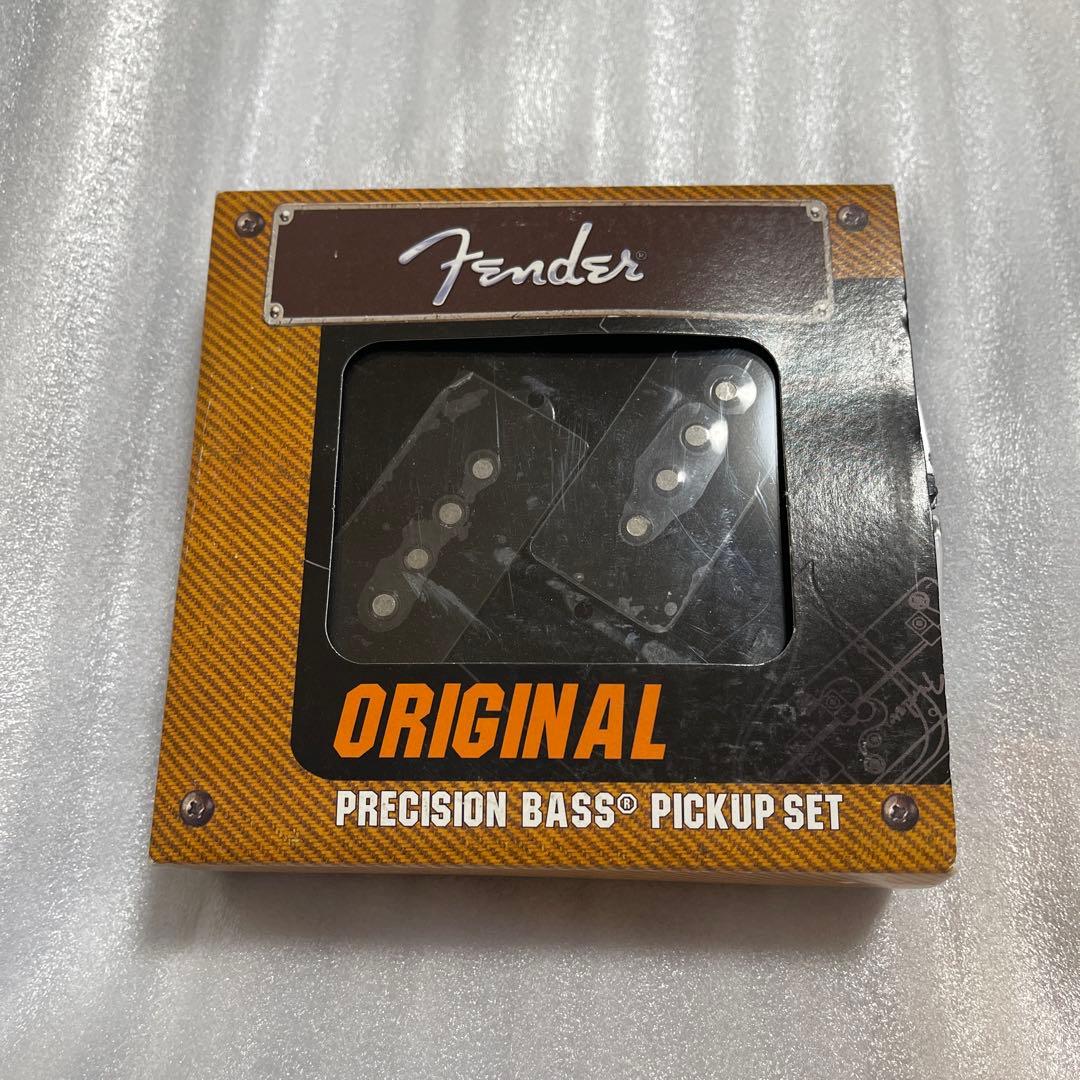 Fender®
ORIGINAL
PRECISION BASS® PICKUP SET